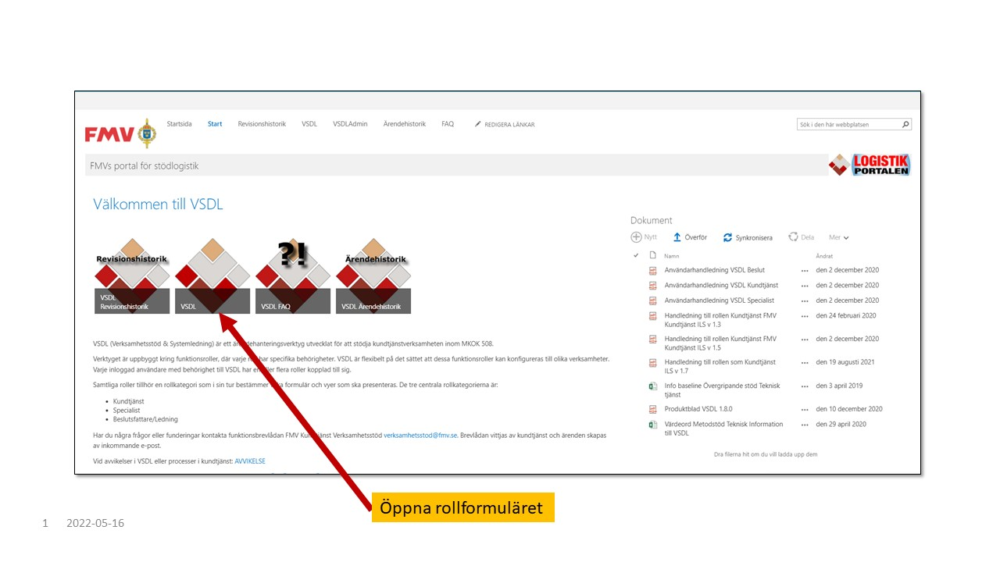 FMV
Startsida Start Revisionshistorik VSDL VSDLAdmin Ärendehistorik FAQ REDIGERA LÄNKAR
Sök i den här webbplatsen
FMVs portal för stödlogistik
LOGISTIK
PORTALEN
Välkommen till VSDL
Revisionshistorik
VSDL
Revisionshistorik
VSDL
?!
VSDL FAQ
Ärendehistorik
VSDL Ärendehistorik
VSDL (Verksamhetsstöd & Systemledning) är ett hanteringsverktyg utvecklat för att stödja kundtjänstverksamheten inom MKOK 508.
Verktyget är uppbyggt kring funktionsroller, där varje har specifika behörigheter. VSDL är flexibelt på det sättet att dessa funktionsroller kan konfigureras till olika verksamheter.
Varje inloggad användare med behörighet till VSDL har flera roller kopplad till sig.
Samtliga roller tillhör en rollkategori som i sin tur bestämmer formulär och vyer som ska presenteras. De tre centrala rollkategorierna är:
• Kundtjänst
• Specialist
• Beslutsfattare/Ledning
Har du några frågor eller funderingar kontakta funktionsbrevlådan FMV Verksamhetsstöd verksamhetsstod@fmv.se. Brevlådan vittjas av kundtjänst och ärenden skapas
av inkommande e-post.
Vid avvikelser i VSDL eller processer i kundtjänst: AVVIKELSE
Dokument
Nytt Överför Synkronisera Dela Mer
Namn Ändrat
Användarhandledning VSDL Beslut ... den 2 december 2020
Användarhandledning VSDL Kundtjänst ... den 2 december 2020
Användarhandledning VSDL Specialist ... den 2 december 2020
Handledning till rollen Kundtjänst FMV ... den 24 februari 2020
Kundtjänst ILS v 1.3
Handledning till rollen Kundtjänst FMV ... den 2 december 2020
Kundtjänst ILS v 1.5
Handledning till rollen som Kundtjänst ... den 19 augusti 2021
ILS v 1.7
Info baseline Övergripande stöd Teknisk ... den 3 april 2019
tjänst
Produktblad VSDL 1.8.0 ... den 10 december 2020
Värdeord Metodstöd Teknisk Information ... den 29 april 2020
till VSDL
Dra filerna hit om du vill ladda upp dem
Öppna rollformuläret
1 2022-05-16